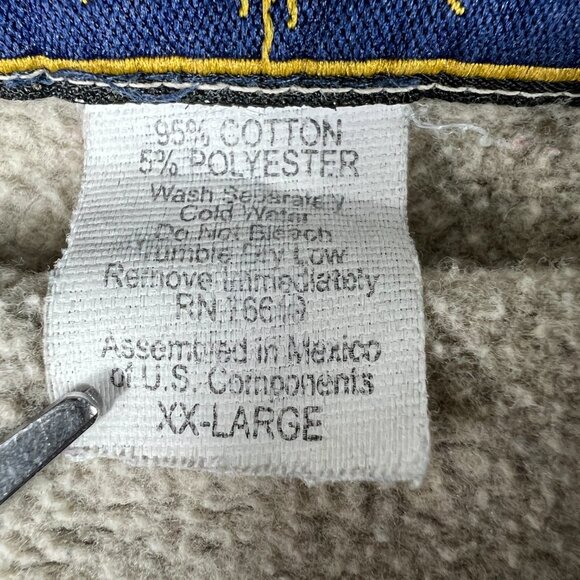 95% COTTON
5% POLYESTER
Wash Separately
Cold Water
Do Not Bleach
Tumble Dry Low
Remove Immediately
RN 16619
Assembled in Mexico
of U.S. Components
XX-LARGE